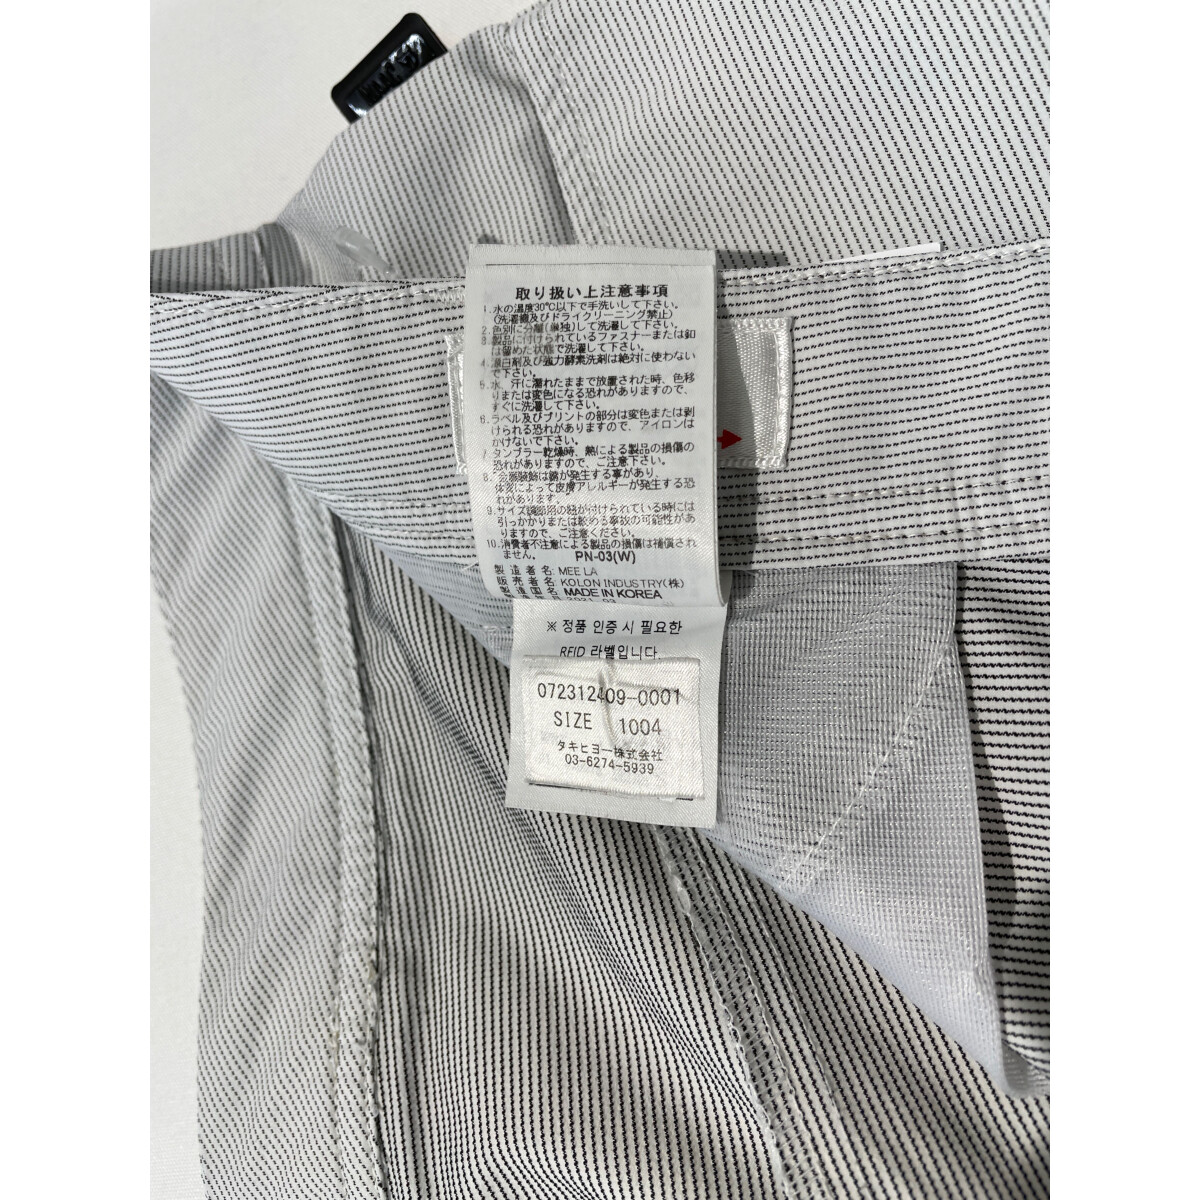 取り扱い上注意事項
1. 水の温度30℃以下で手洗いして下さい。
(洗濯機及びドライクリーニング禁止)
2. 色別に分離(単独)して洗濯して下さい。
3. 製品に付けられているファスナーまたは釦
は留めた状態で洗濯して下さい。
4. 漂白剤及び強力酵素洗剤は絶対に使わない
で下さい。
5. 水、汗に濡れたままで放置された時、色移
りまたは変色になる恐れがありますので、
すぐに洗濯して下さい。
6. ラベル及びプリントの部分は変色または剥
けられる恐れがありますので、アイロンは
かけないで下さい。
7. タンブラー乾燥時、熱による製品の損傷の
恐れがありますので、ご注意下さい。
8. 金属装飾は錆が発生する事があり、
体質によって皮膚アレルギーが発生する恐
れがあります。
9. サイズ調節用の紐が付けられている時には
引っかかりまたは絞める事故の可能性があ
りますので、ご注意ください。
10. 消費者不注意による製品の損傷は補償され
ません。 PN-03(W)
製 造 者 名: MEE LA
販 売 者 名: KOLON INDUSTRY(株)
製 造 国 名: MADE IN KOREA
※ 정품 인증 시 필요한
RFID 라벨입니다.
072312409-0001
SIZE 1004
タキヒヨー株式会社
03-6274-5939